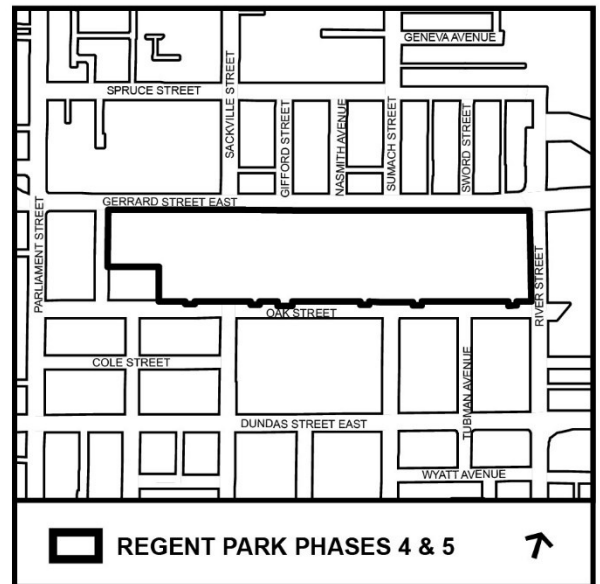 GENEVA AVENUE
SPRUCE STREET
SACKVILLE STREET
GIFFORD STREET
NASMITH AVENUE
SUMACH STREET
SWORD STREET
GERRARD STREET EAST
PARLIAMENT STREET
RIVER STREET
OAK STREET
COLE STREET
TUBMAN AVENUE
DUNDAS STREET EAST
WYATT AVENUE
REGENT PARK PHASES 4 & 5